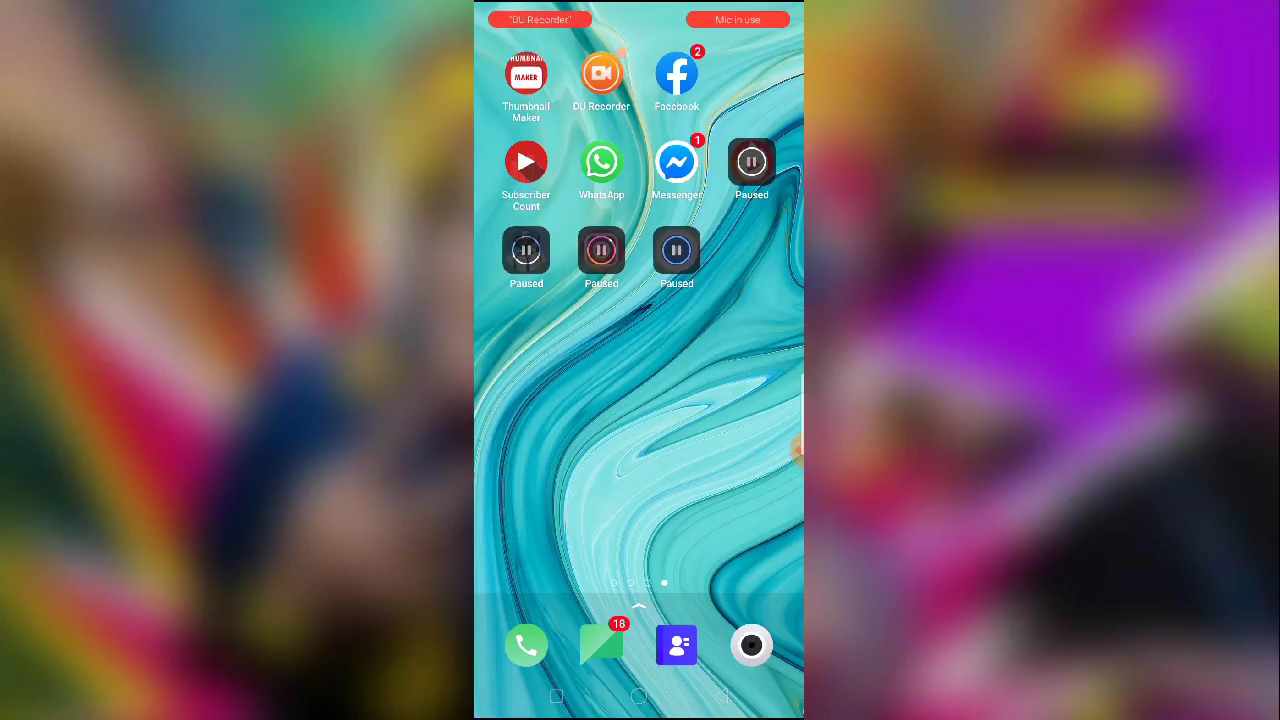 "DU Recorder" Mic in use
THUMBNAIL
MAKER
2
Thumbnail Maker
DU Recorder
Facebook
1
Subscriber Count
WhatsApp
Messenger
Paused
Paused
Paused
Paused
18